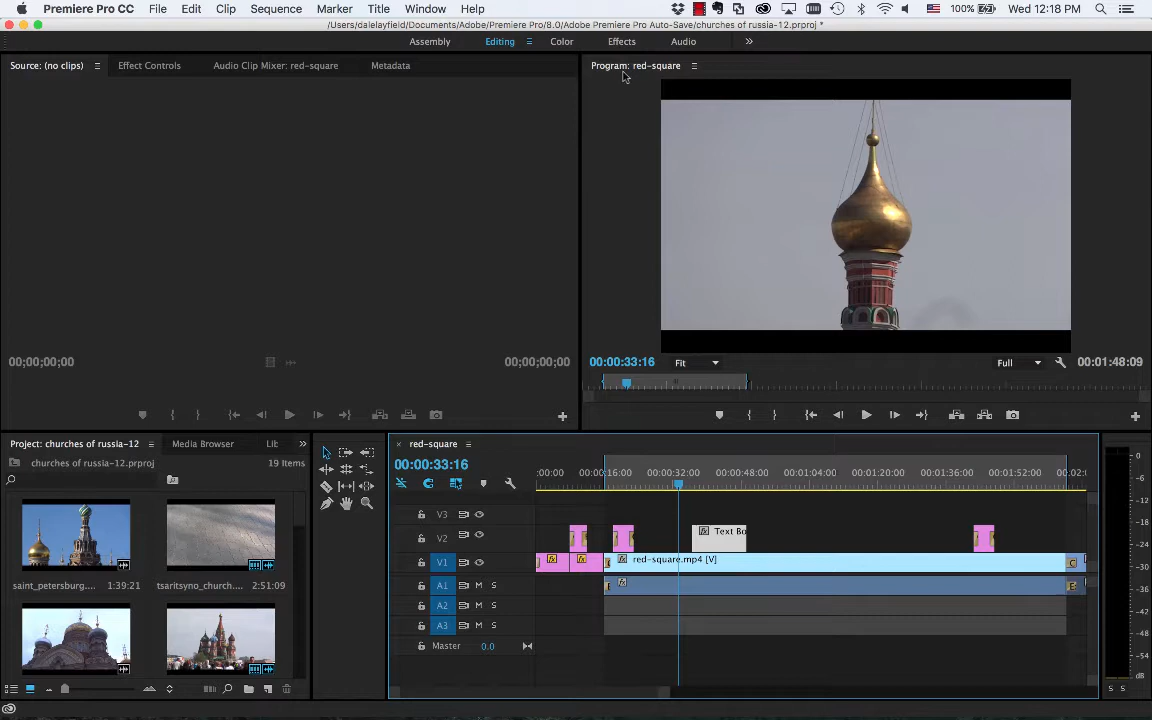 Premiere Pro CC File Edit Clip Sequence Marker Title Window Help 100% Wed 12:18 PM
/Users/dalelayfield/Documents/Adobe/Premiere Pro/8.0/Adobe Premiere Pro Auto-Save/churches of russia-12.prproj *
Assembly Editing Color Effects Audio
Source: (no clips) Effect Controls Audio Clip Mixer: red-square Metadata
Program: red-square
00;00;00;00 00;00;00;00
00:00:33:16 Fit Full 00:01:48:09
Project: churches of russia-12 Media Browser Lib
churches of russia-12.prproj 19 Items
saint_petersburg.... 1:39:21
tsaritsyno_church.... 2:51:09
red-square
00:00:33:16
:00:00 00:00:16:00 00:00:32:00 00:00:48:00 00:01:04:00 00:01:20:00 00:01:36:00 00:01:52:00 00:02:0
V3
V2 Text Bo
V1 red-square.mp4 [V]
A1 M S
A2 M S
A3 M S
Master 0.0
0
-6
-12
-18
-24
-30
-36
-42
-48
-54
dB
S S